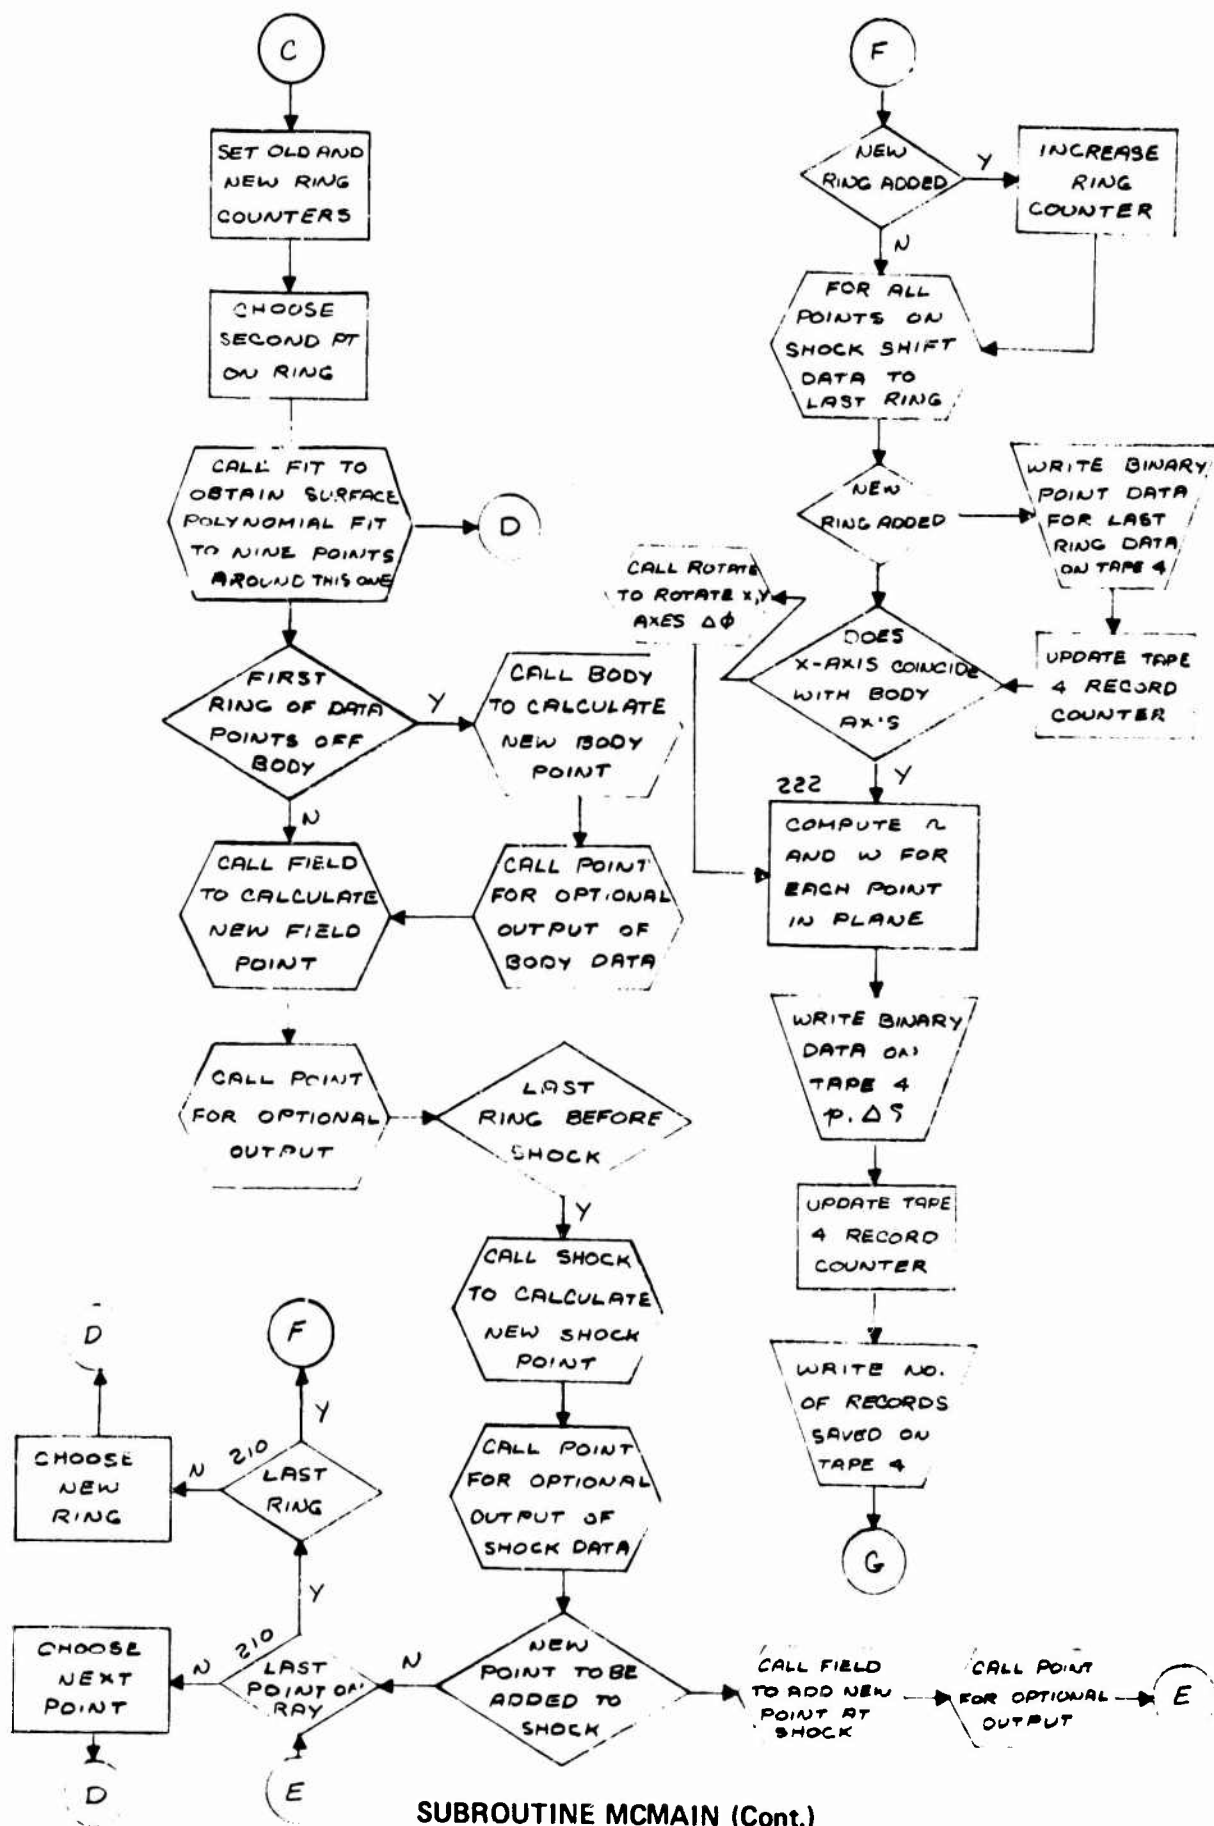 C
SET OLD AND
NEW RING
COUNTERS
CHOOSE
SECOND PT
ON RING
CALL FIT TO
OBTAIN SURFACE
POLYNOMIAL FIT
TO NINE POINTS
AROUND THIS ONE
D
FIRST
RING OF DATA
POINTS OFF
BODY
Y
N
CALL BODY
TO CALCULATE
NEW BODY
POINT
CALL POINT
FOR OPTIONAL
OUTPUT OF
BODY DATA
CALL FIELD
TO CALCULATE
NEW FIELD
POINT
CALL POINT
FOR OPTIONAL
OUTPUT
LAST
RING BEFORE
SHOCK
Y
CALL SHOCK
TO CALCULATE
NEW SHOCK
POINT
CALL POINT
FOR OPTIONAL
OUTPUT OF
SHOCK DATA
NEW
POINT TO BE
ADDED TO
SHOCK
N
CALL FIELD
TO ADD NEW
POINT AT
SHOCK
CALL POINT
FOR OPTIONAL
OUTPUT
E
D
F
Y
210
LAST
RING
N
CHOOSE
NEW
RING
Y
210
LAST
POINT ON
RAY
N
CHOOSE
NEXT
POINT
D
E
F
NEW
RING ADDED
Y
INCREASE
RING
COUNTER
N
FOR ALL
POINTS ON
SHOCK SHIFT
DATA TO
LAST RING
NEW
RING ADDED
WRITE BINARY
POINT DATA
FOR LAST
RING DATA
ON TAPE 4
UPDATE TAPE
4 RECORD
COUNTER
CALL ROTATE
TO ROTATE X,Y
AXES Δϕ
DOES
X-AXIS COINCIDE
WITH BODY
AX'S
Y
222
COMPUTE r
AND W FOR
EACH POINT
IN PLANE
WRITE BINARY
DATA ON
TAPE 4
p. Δ S
UPDATE TAPE
4 RECORD
COUNTER
WRITE NO.
OF RECORDS
SAVED ON
TAPE 4
G
SUBROUTINE MCMAIN (Cont.)